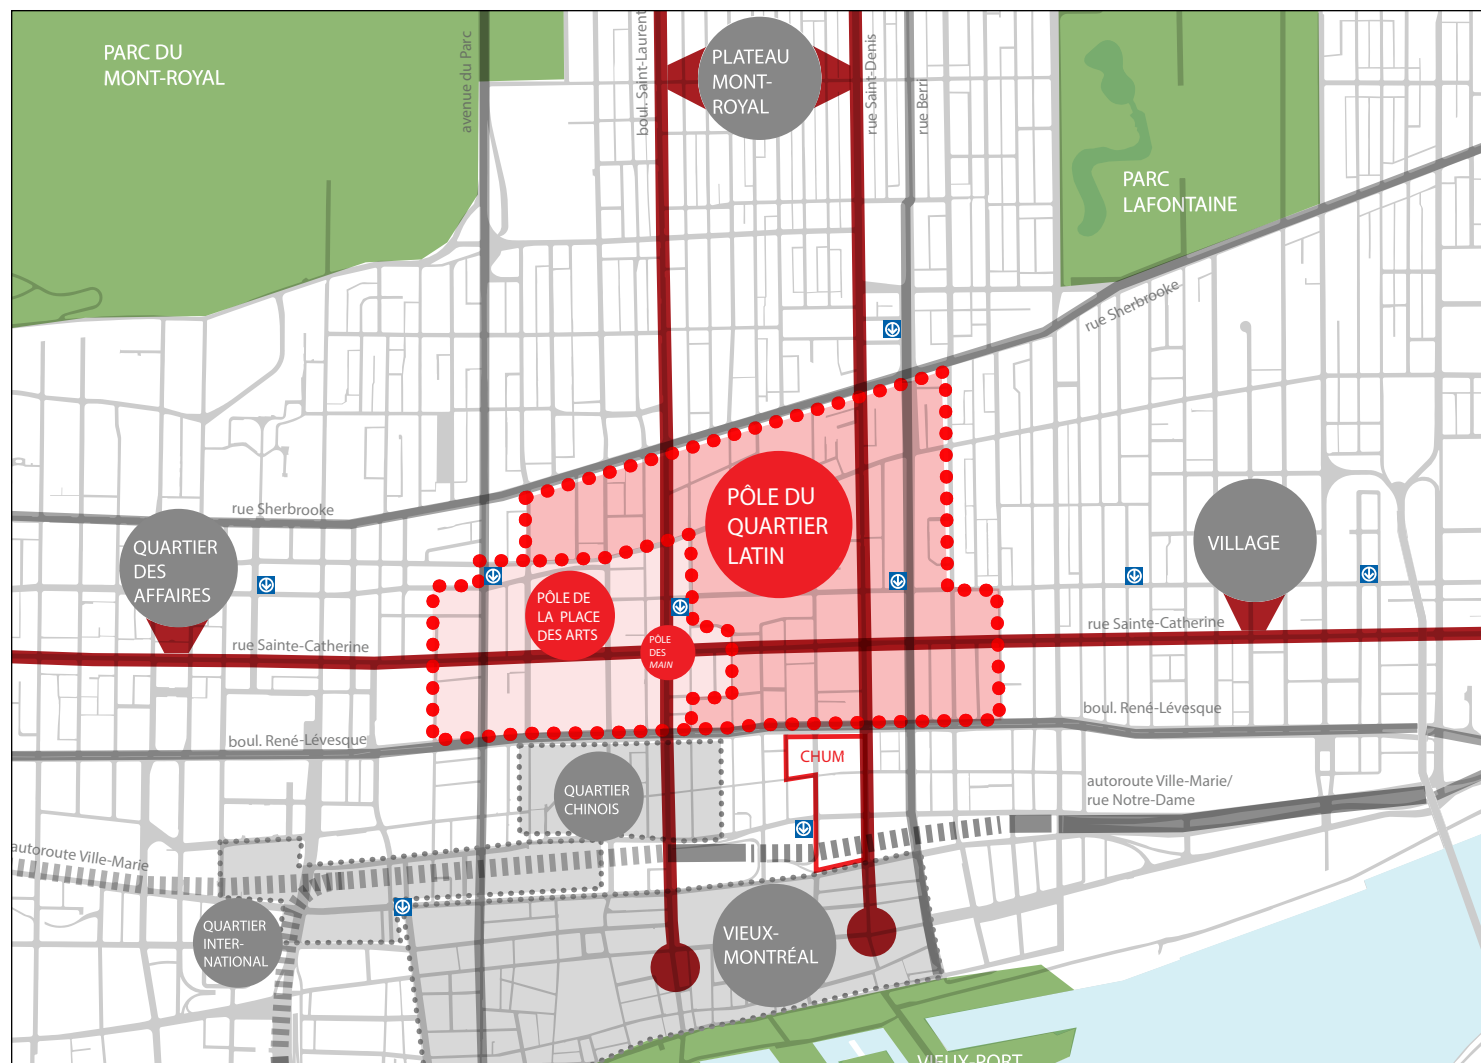 PARC DU
MONT-ROYAL
avenue du Parc
boul. Saint-Laurent
PLATEAU
MONT-
ROYAL
rue Saint-Denis
rue Berri
PARC
LAFONTAINE
rue Sherbrooke
rue Sherbrooke
QUARTIER
DES
AFFAIRES
PÔLE DU
QUARTIER
LATIN
VILLAGE
PÔLE DE
LA PLACE
DES ARTS
PÔLE
DES
MAIN
rue Sainte-Catherine
rue Sainte-Catherine
boul. René-Lévesque
boul. René-Lévesque
CHUM
QUARTIER
CHINOIS
autoroute Ville-Marie/
rue Notre-Dame
autoroute Ville-Marie
QUARTIER
INTER-
NATIONAL
VIEUX-
MONTRÉAL
VIEUX-PORT